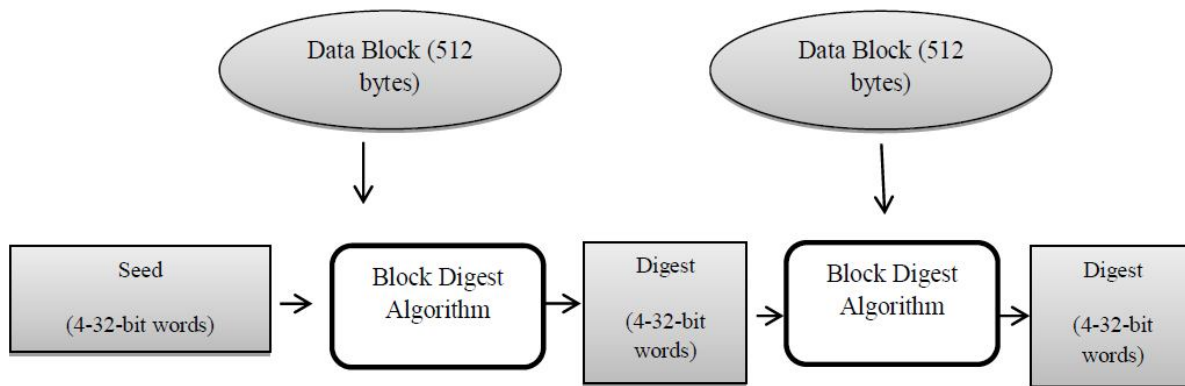 Data Block (512
bytes)
Data Block (512
bytes)
Seed
(4-32-bit words)
Block Digest
Algorithm
Digest
(4-32-bit
words)
Block Digest
Algorithm
Digest
(4-32-bit
words)